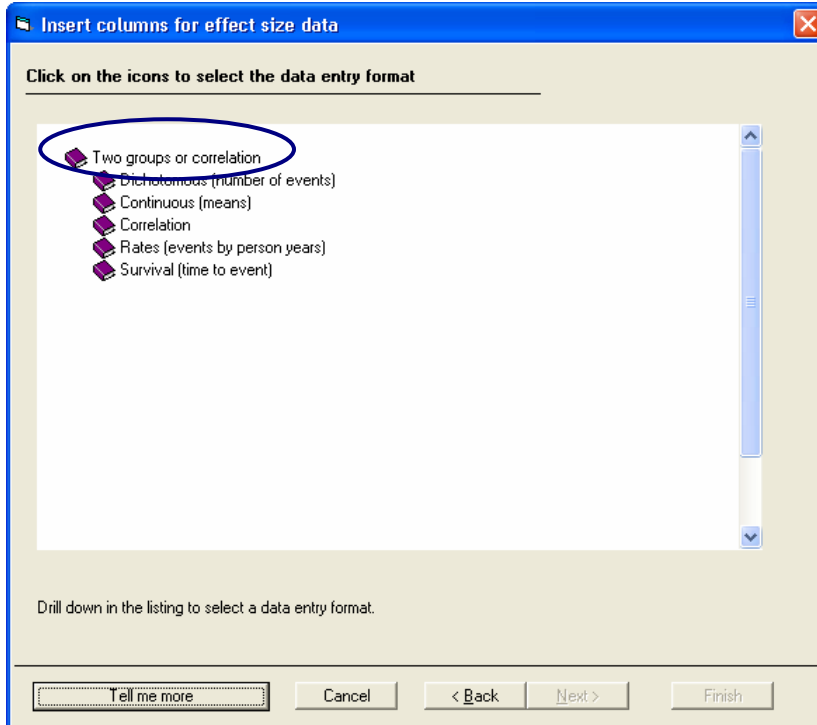 Insert columns for effect size data
Click on the icons to select the data entry format
Two groups or correlation
Dichotomous (number of events)
Continuous (means)
Correlation
Rates (events by person years)
Survival (time to event)
Drill down in the listing to select a data entry format.
Tell me more
Cancel
< Back
Next >
Finish